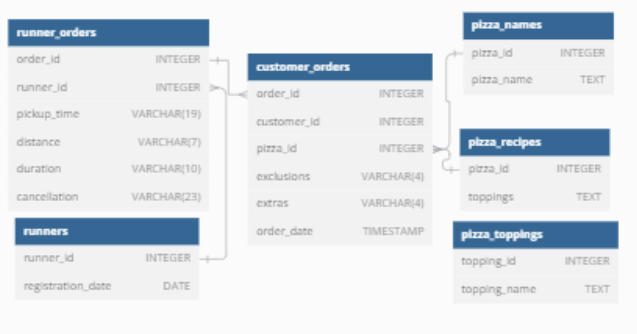 runner_orders
order_id INTEGER
runner_id INTEGER
pickup_time VARCHAR(19)
distance VARCHAR(7)
duration VARCHAR(10)
cancellation VARCHAR(23)
runners
runner_id INTEGER
registration_date DATE
customer_orders
order_id INTEGER
customer_id INTEGER
pizza_id INTEGER
exclusions VARCHAR(4)
extras VARCHAR(4)
order_date TIMESTAMP
pizza_names
pizza_id INTEGER
pizza_name TEXT
pizza_recipes
pizza_id INTEGER
toppings TEXT
pizza_toppings
topping_id INTEGER
topping_name TEXT